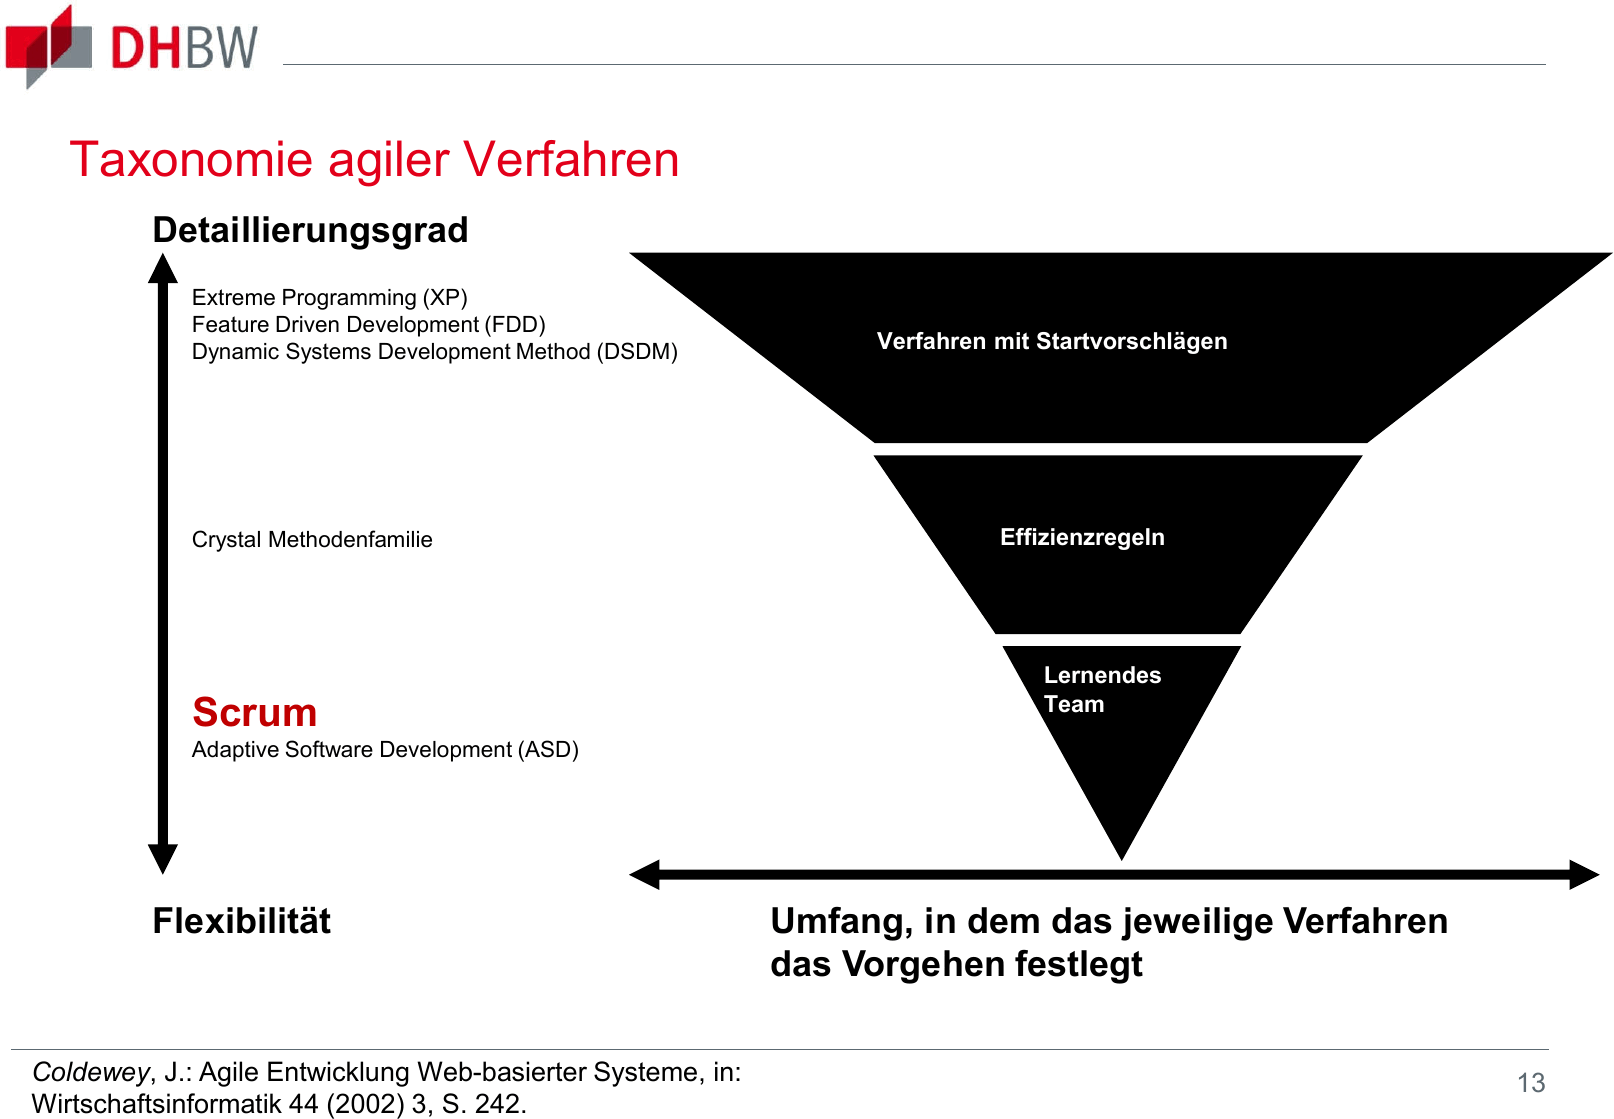 DHBW
Taxonomie agiler Verfahren
Detaillierungsgrad
Extreme Programming (XP)
Feature Driven Development (FDD)
Dynamic Systems Development Method (DSDM)
Verfahren mit Startvorschlägen
Crystal Methodenfamilie
Effizienzregeln
Lernendes
Team
Scrum
Adaptive Software Development (ASD)
Flexibilität
Umfang, in dem das jeweilige Verfahren
das Vorgehen festlegt
Coldewey, J.: Agile Entwicklung Web-basierter Systeme, in:
Wirtschaftsinformatik 44 (2002) 3, S. 242.
13